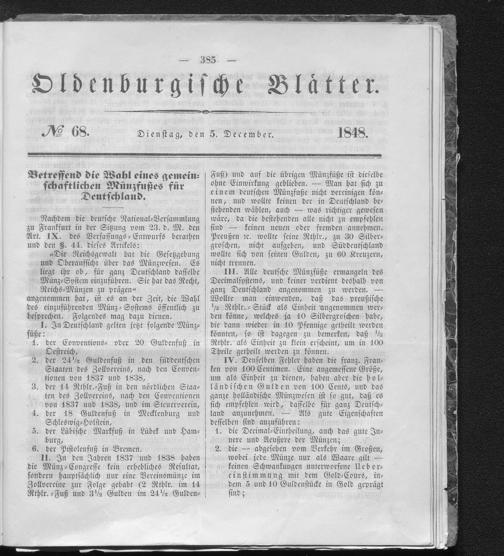 — 385 —
Oldenburgische Blätter.
№ 68. Dienstag, den 5. December. 1848.
Betreffend die Wahl eines gemein-
schaftlichen Münzfußes für
Deutschland.
Nachdem die deutsche National-Versammlung
zu Frankfurt in der Sitzung vom 23. d. M. den
Art. IX. des Verfassungs-Entwurfs berathen
und den §. 44. dieses Artikels:
»Die Reichsgewalt hat die Gesetzgebung
und Oberaufsicht über das Münzwesen. Es
liegt ihr ob, für ganz Deutschland dasselbe
Münz-System einzuführen. Sie hat das Recht,
Reichs-Münzen zu prägen«
angenommen hat, ist es an der Zeit, die Wahl
des einzuführenden Münz-Systems öffentlich zu
besprechen. Folgendes mag dazu dienen.
I. In Deutschland gelten jetzt folgende Münz-
füße:
1. der Conventions- oder 20 Guldenfuß in
Oestreich,
2. der 24½ Guldenfuß in den süddeutschen
Staaten des Zollvereins, nach den Conven-
tionen von 1837 und 1838,
3. der 14 Rthlr.-Fuß in den nördlichen Staa-
ten des Zollvereins, nach den Conventionen
von 1837 und 1838, und im Steuerverein,
4. der 18 Guldenfuß in Mecklenburg und
Schleswig-Holstein,
5. der Lübische Markfuß in Lübeck und Ham-
burg,
6. der Pistolenfuß in Bremen.
II. In den Jahren 1837 und 1838 haben
die Münz-Congresse kein erhebliches Resultat,
sondern hauptsächlich nur eine Vereinsmünze im
Zollvereine zur Folge gehabt (2 Rthlr. im 14
Rthlr.-Fuß und 3½ Gulden im 24½ Gulden-
Fuß) und auf die übrigen Münzfüße ist dieselbe
ohne Einwirkung geblieben. — Man hat sich zu
einem deutschen Münzfuße nicht vereinigen kön-
nen, und wollte keinen der in Deutschland be-
stehenden wählen, auch — was richtiger gewesen
wäre, da die bestehenden alle nicht zu empfehlen
sind — keinen neuen oder fremden annehmen.
Preußen ꝛc. wollte seine Rthlr., zu 30 Silber-
groschen, nicht aufgeben, und Süddeutschland
wollte sich von seinen Gulden, zu 60 Kreuzern,
nicht trennen.
III. Alle deutsche Münzfüße ermangeln des
Decimalsystems, und keiner verdient deshalb von
ganz Deutschland angenommen zu werden. —
Wollte man einwenden, daß das preußische
⅓ Rthlr.-Stück als Einheit angenommen wer-
den könne, welches ja 10 Silbergroschen habe,
die dann wieder in 10 Pfennige getheilt werden
könnten, so ist dagegen zu bemerken, daß ⅓
Rthlr. als Einheit zu klein erscheint, um in 100
Theile getheilt werden zu können.
IV. Denselben Fehler haben die franz. Fran-
ken von 100 Centimen. Eine angemessene Größe,
um als Einheit zu dienen, haben aber die hol-
ländischen Gulden von 100 Cents, und das
ganze holländische Münzwesen ist so gut, daß es
sich empfehlen wird, dasselbe für ganz Deutsch-
land anzunehmen. — Als gute Eigenschaften
desselben sind anzusehen:
1. die Decimal-Eintheilung, auch das gute In-
nere und Aeußere der Münzen;
2. die — abgesehen vom Verkehr im Großen,
wobei jede Münze nur als Waare gilt —
keinen Schwankungen unterworfene Ueber-
einstimmung mit dem Gold-Cours, in-
dem 5 und 10 Guldenstücke in Gold geprägt
sind;